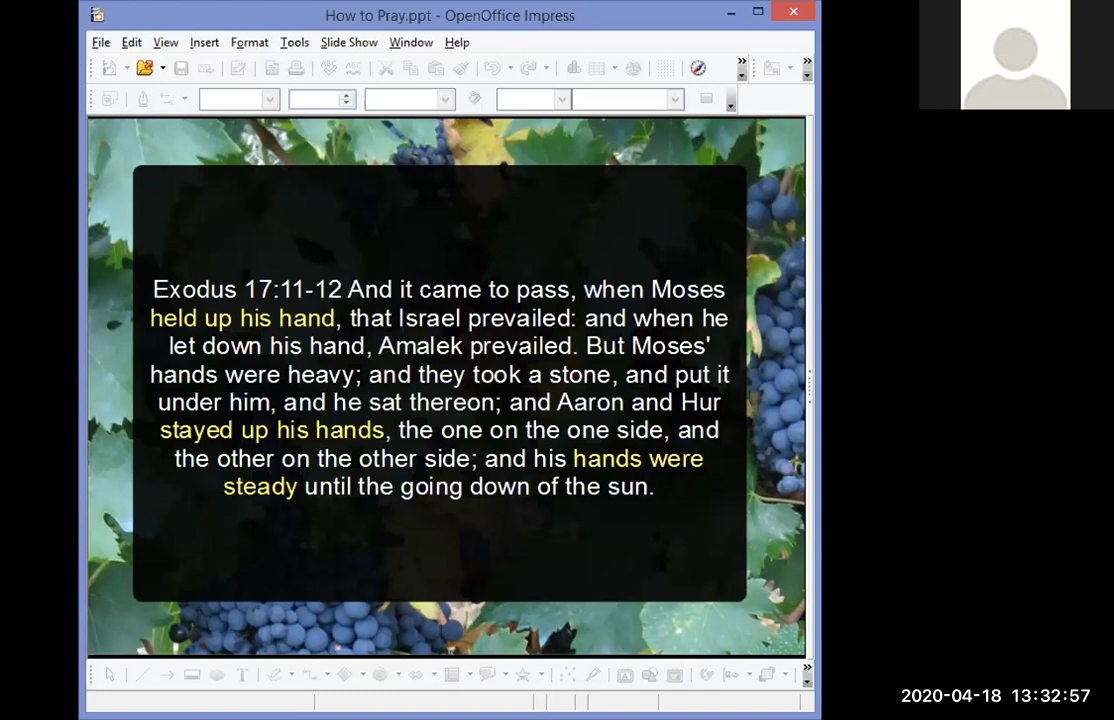 How to Pray.ppt - OpenOffice Impress
File Edit View Insert Format Tools Slide Show Window Help
Exodus 17:11-12 And it came to pass, when Moses
held up his hand, that Israel prevailed: and when he
let down his hand, Amalek prevailed. But Moses'
hands were heavy; and they took a stone, and put it
under him, and he sat thereon; and Aaron and Hur
stayed up his hands, the one on the one side, and
the other on the other side; and his hands were
steady until the going down of the sun.
2020-04-18 13:32:57